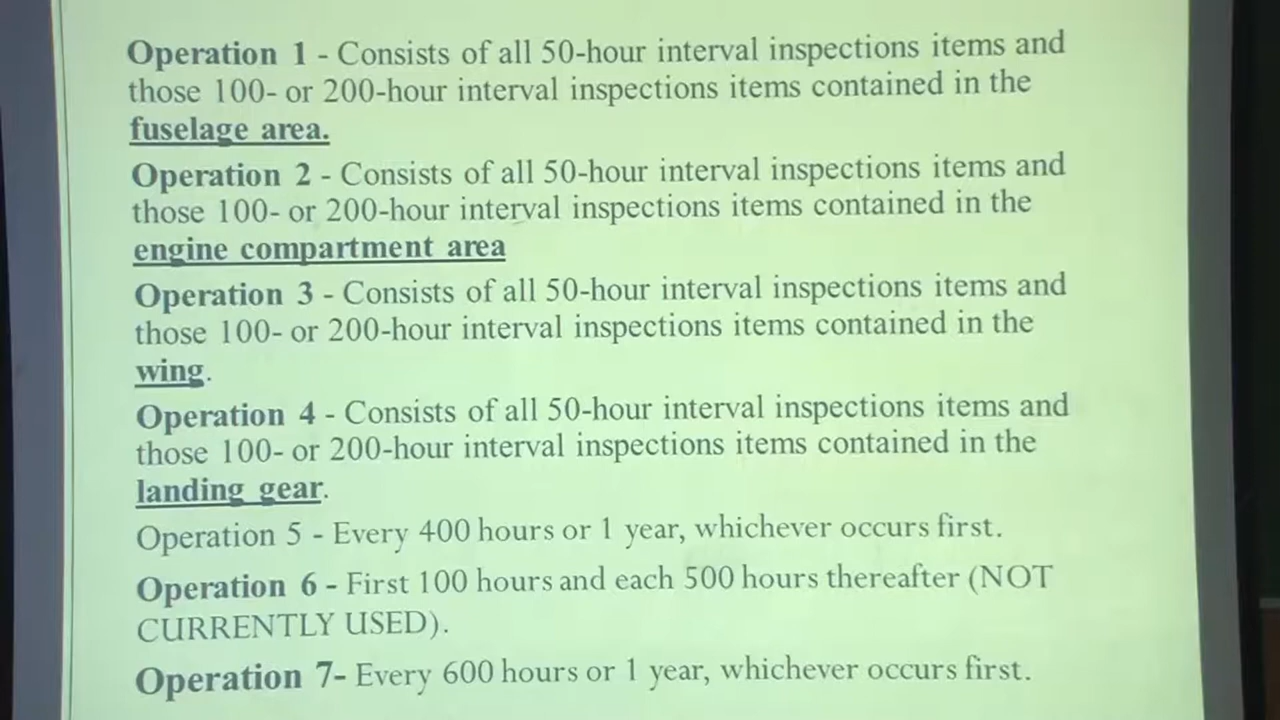 Operation 1 - Consists of all 50-hour interval inspections items and
those 100- or 200-hour interval inspections items contained in the
fuselage area.
Operation 2 - Consists of all 50-hour interval inspections items and
those 100- or 200-hour interval inspections items contained in the
engine compartment area
Operation 3 - Consists of all 50-hour interval inspections items and
those 100- or 200-hour interval inspections items contained in the
wing.
Operation 4 - Consists of all 50-hour interval inspections items and
those 100- or 200-hour interval inspections items contained in the
landing gear.
Operation 5 - Every 400 hours or 1 year, whichever occurs first.
Operation 6 - First 100 hours and each 500 hours thereafter (NOT
CURRENTLY USED).
Operation 7- Every 600 hours or 1 year, whichever occurs first.